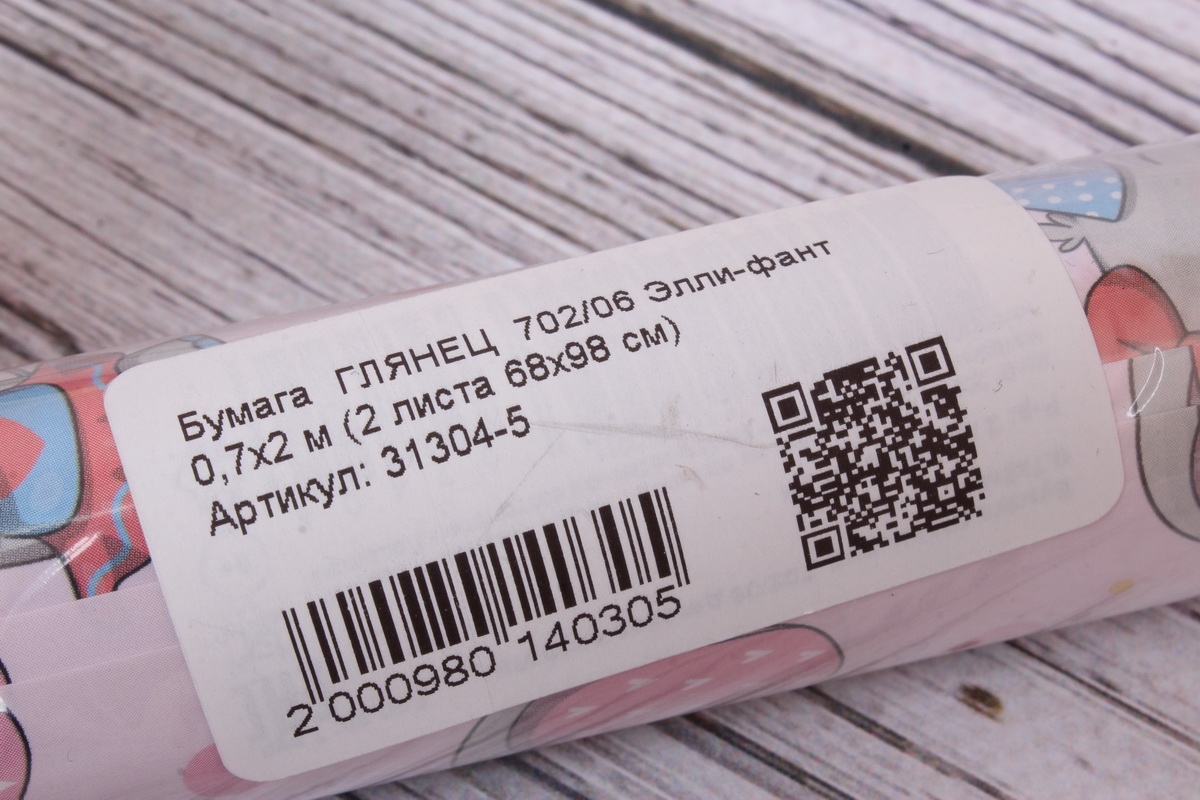 Бумага ГЛЯНЕЦ 702/06 Элли-фант
0,7х2 м (2 листа 68х98 см)
Артикул: 31304-5
2 000980 140305